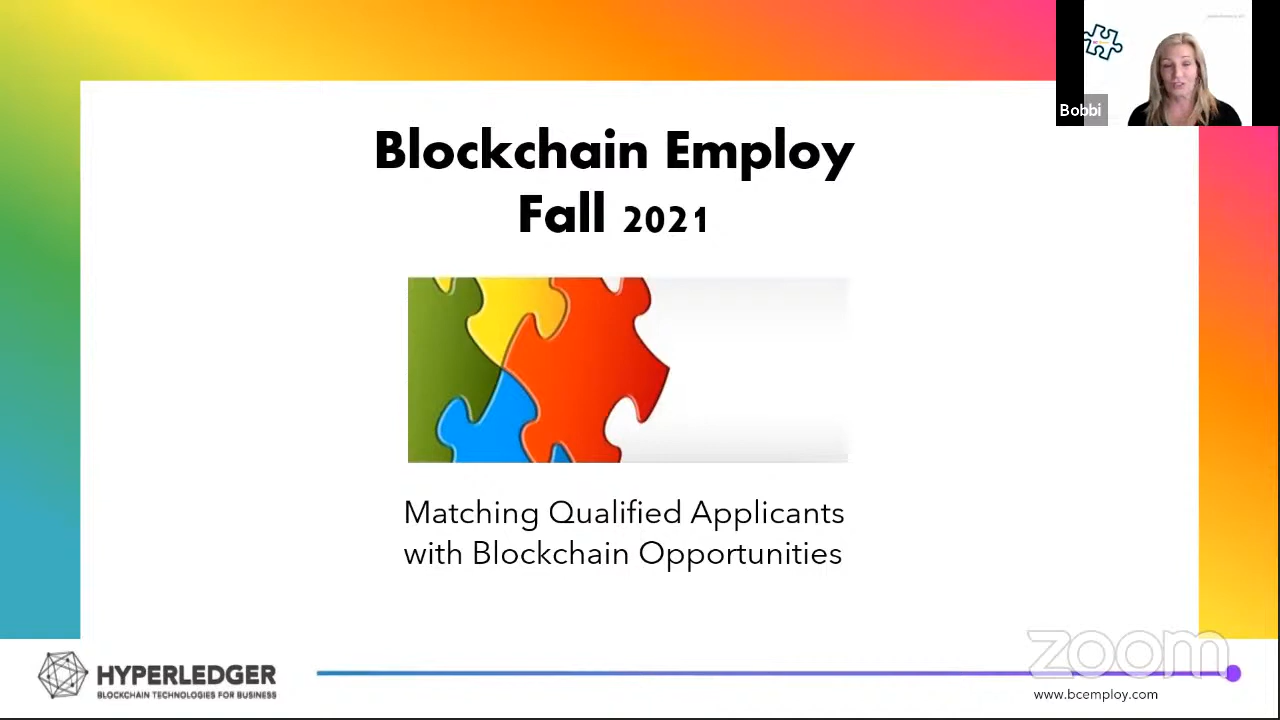 Bobbi
Blockchain Employ
Fall 2021
Matching Qualified Applicants
with Blockchain Opportunities
HYPERLEDGER
BLOCKCHAIN TECHNOLOGIES FOR BUSINESS
zoom
www.bcemploy.com